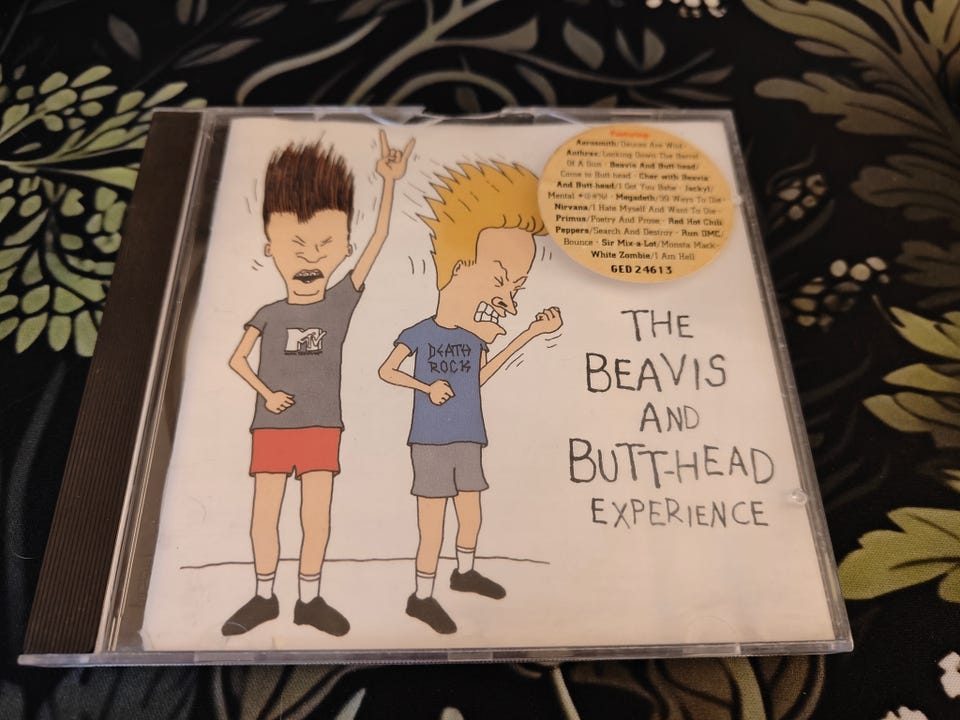 Featuring:
Aerosmith/Deuces Are Wild ·
Anthrax/Looking Down The Barrel
Of A Gun · Beavis And Butt-head/
Come to Butt-head · Cher with Beavis
And Butt-head/I Got You Babe · Jackyl/
Mental *@#%! · Megadeth/99 Ways To Die ·
Nirvana/I Hate Myself And Want To Die ·
Primus/Poetry And Prose · Red Hot Chili
Peppers/Search And Destroy · Run DMC/
Bounce · Sir Mix-a-Lot/Monsta Mack ·
White Zombie/I Am Hell
GED 24613
MTV
DEATH
ROCK
THE
BEAVIS
AND
BUTT-HEAD
EXPERIENCE